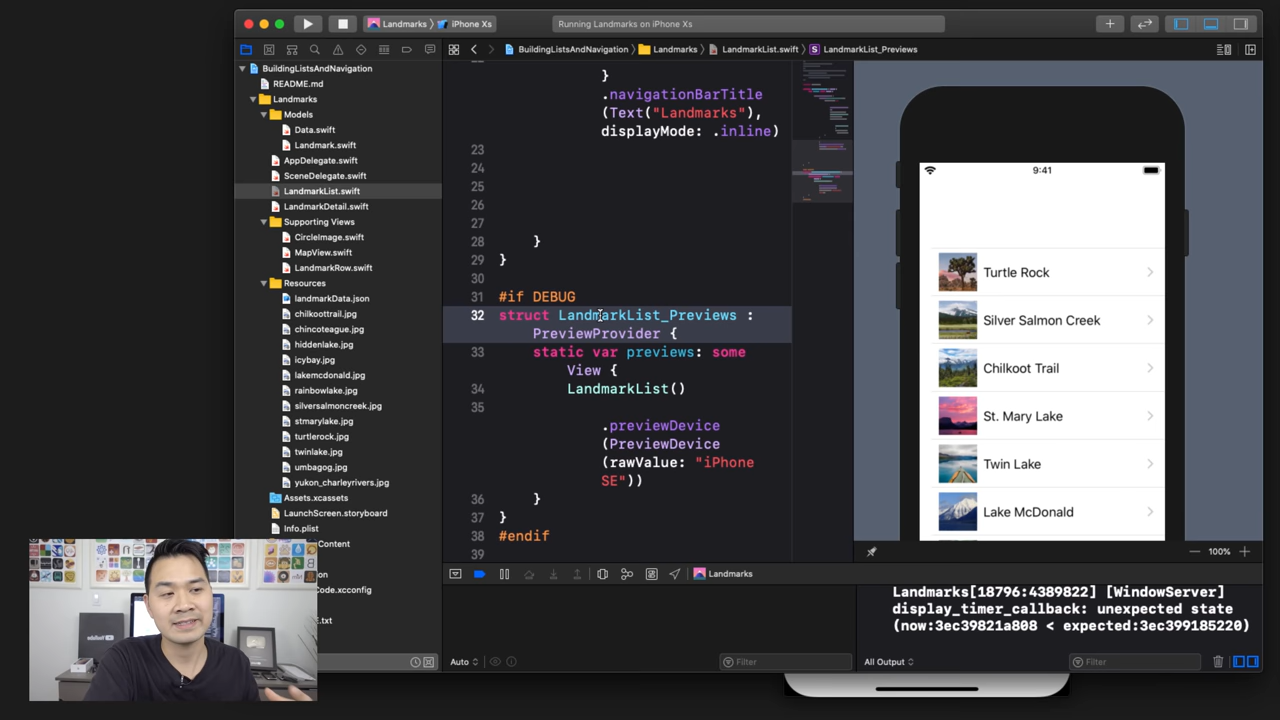 Landmarks 〉 iPhone Xs
Running Landmarks on iPhone Xs
BuildingListsAndNavigation 〉 Landmarks 〉 LandmarkList.swift 〉 S LandmarkList_Previews
BuildingListsAndNavigation
README.md
Landmarks
Models
Data.swift
Landmark.swift
AppDelegate.swift
SceneDelegate.swift
LandmarkList.swift
LandmarkDetail.swift
Supporting Views
CircleImage.swift
MapView.swift
LandmarkRow.swift
Resources
landmarkData.json
chilkoottrail.jpg
chincoteague.jpg
hiddenlake.jpg
icybay.jpg
lakemcdonald.jpg
rainbowlake.jpg
silversalmoncreek.jpg
stmarylake.jpg
turtlerock.jpg
twinlake.jpg
umbagog.jpg
yukon_charleyrivers.jpg
Assets.xcassets
LaunchScreen.storyboard
Info.plist
Content
on
Code.xcconfig
E.txt
}
.navigationBarTitle
(Text("Landmarks"),
displayMode: .inline)
23
24
25
26
27
28 }
29 }
30
31 #if DEBUG
32 struct LandmarkList_Previews :
PreviewProvider {
33 static var previews: some
View {
34 LandmarkList()
35
.previewDevice
(PreviewDevice
(rawValue: "iPhone
SE"))
36 }
37 }
38 #endif
39
9:41
Turtle Rock
Silver Salmon Creek
Chilkoot Trail
St. Mary Lake
Twin Lake
Lake McDonald
100%
Landmarks
Landmarks[18796:4389822] [WindowServer]
display_timer_callback: unexpected state
(now:3ec39821a808 < expected:3ec399185220)
Auto
Filter
All Output
Filter